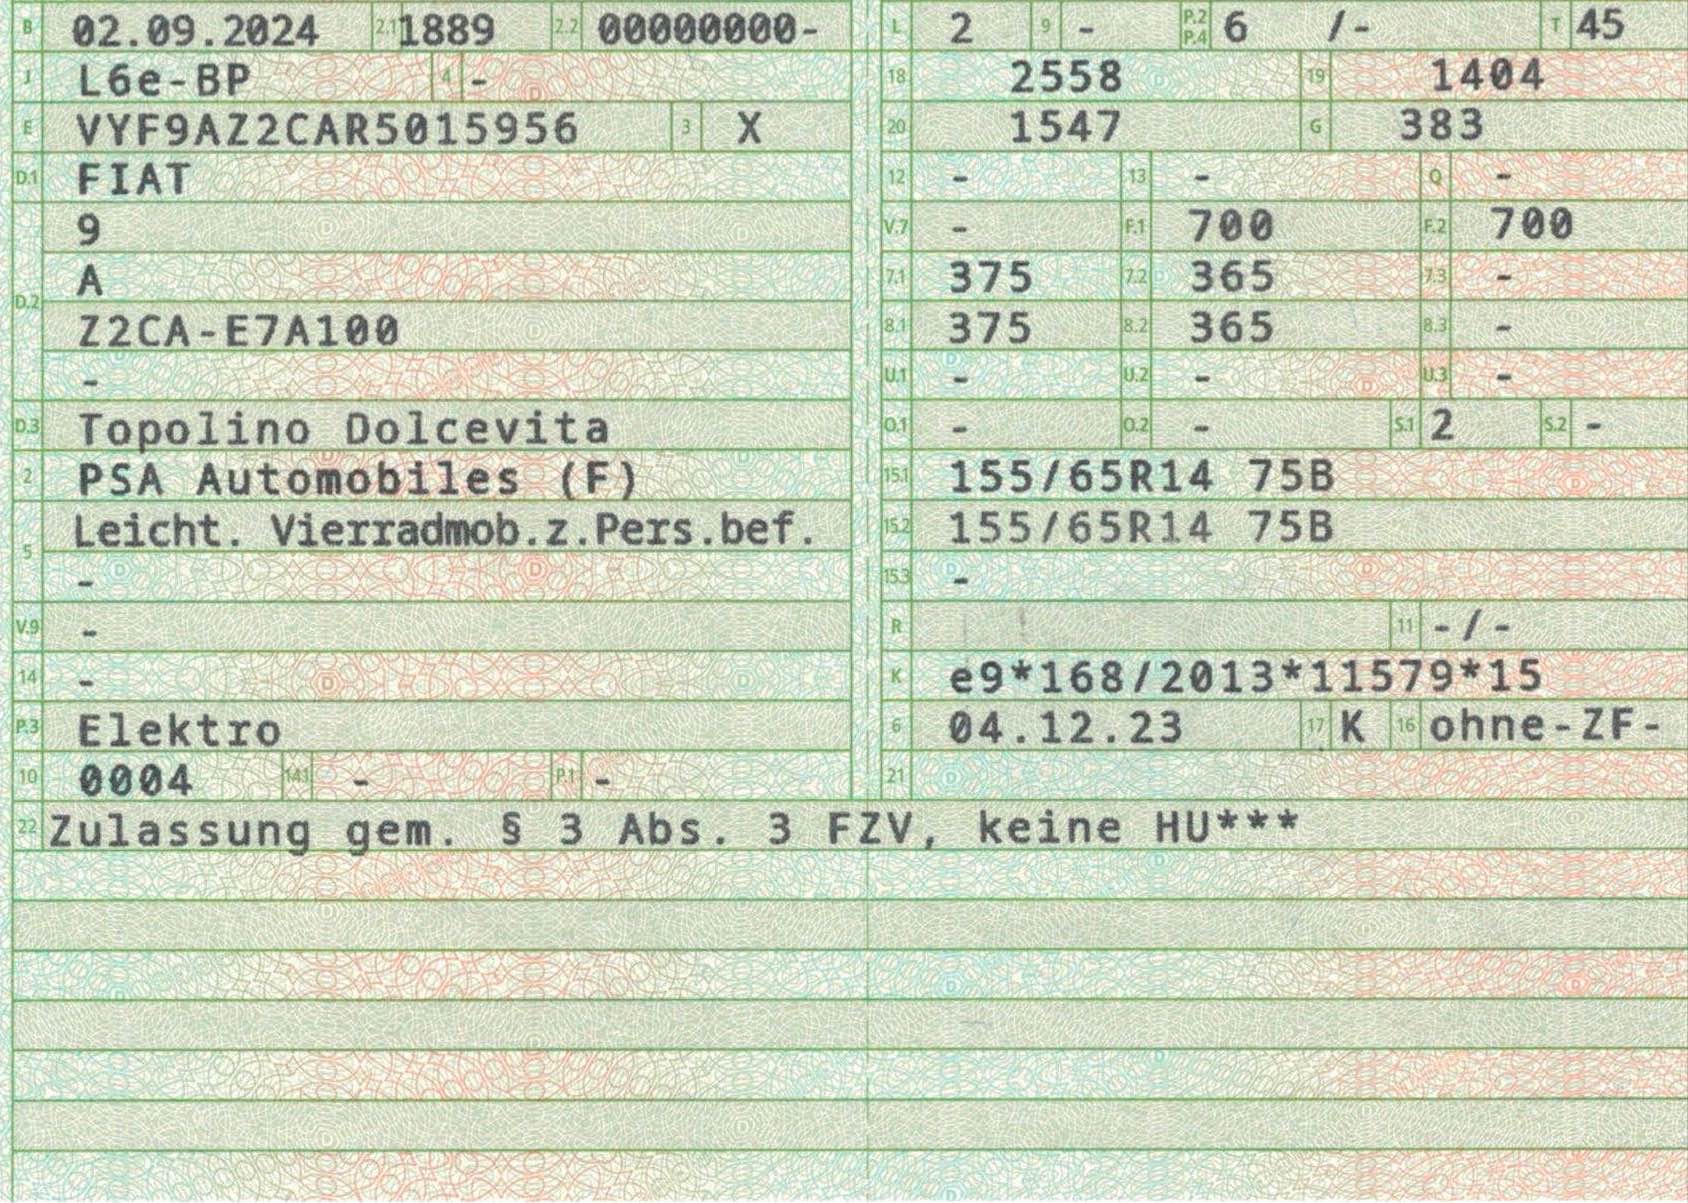 B 02.09.2024 2.1 1889 2.2 00000000-
J L6e-BP 4 -
E VYF9AZ2CAR5015956 3 X
D.1 FIAT
9
D.2 A
Z2CA-E7A100
-
D.3 Topolino Dolcevita
2 PSA Automobiles (F)
5 Leicht. Vierradmob.z.Pers.bef.
-
V.9 -
14 -
P.3 Elektro
10 0004 14.1 - P.1 -
L 2 9 - P.2 P.4 6 /- T 45
18 2558 19 1404
20 1547 G 383
12 - 13 - Q -
V.7 - F.1 700 F.2 700
7.1 375 7.2 365 7.3 -
8.1 375 8.2 365 8.3 -
U.1 - U.2 - U.3 -
O.1 - O.2 - S.1 2 S.2 -
15.1 155/65R14 75B
15.2 155/65R14 75B
15.3 -
R 11 -/-
K e9*168/2013*11579*15
6 04.12.23 17 K 16 ohne-ZF-
21
22 Zulassung gem. § 3 Abs. 3 FZV, keine HU***